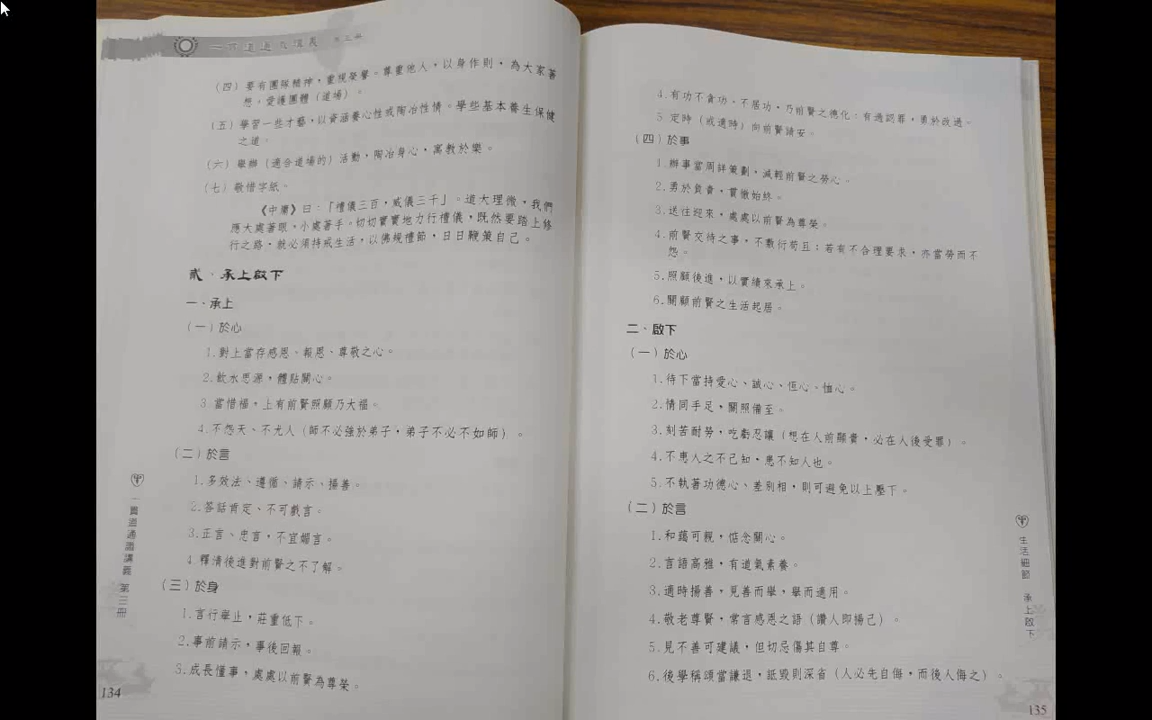 一貫道通識講義 第三冊
(四)要有團隊精神,重視榮譽。尊重他人,以身作則,為大家著
想,愛護團體(道場)。
(五)學習一些才藝,以資涵養心性或陶冶性情。學些基本養生保健
之道。
(六)舉辦(適合道場的)活動,陶冶身心,寓教於樂。
(七)敬惜字紙。
《中庸》曰:「禮儀三百,威儀三千」。道大理微,我們
應大處著眼,小處著手。切切實實地力行禮儀,既然要踏上修
行之路,就必須持戒生活,以佛規禮節,日日鞭策自己。
貳、承上啟下
一、承上
(一)於心
1.對上當存感恩、報恩、尊敬之心。
2.飲水思源,體貼關心。
3.當惜福,上有前賢照顧乃大福。
4.不怨天、不尤人(師不必強於弟子,弟子不必不如師)。
(二)於言
1.多效法、遵循、請示、揚善。
2.答話肯定、不可戲言。
3.正言、忠言,不宜媚言。
4.釋清後進對前賢之不了解。
(三)於身
1.言行舉止,莊重低下。
2.事前請示,事後回報。
3.成長懂事,處處以前賢為尊榮。
一貫道通識講義 第三冊
134
4.有功不貪功,不居功,乃前賢之德化;有過認罪,勇於改過。
5.定時(或適時)向前賢請安。
(四)於事
1.辦事當周詳策劃,減輕前賢之勞心。
2.勇於負責,貫徹始終。
3.送往迎來,處處以前賢為尊榮。
4.前賢交待之事,不敷衍苟且;若有不合理要求,亦當勞而不
怨。
5.照顧後進,以實績來承上。
6.關顧前賢之生活起居。
二、啟下
(一)於心
1.待下當持愛心、誠心、恆心、恤心。
2.情同手足,關照備至。
3.刻苦耐勞,吃虧忍讓(想在人前顯貴,必在人後受罪)。
4.不患人之不己知,患不知人也。
5.不執著功德心、差別相,則可避免以上壓下。
(二)於言
1.和藹可親,惦念關心。
2.言語高雅,有道氣素養。
3.適時揚善,見善而舉,舉而適用。
4.敬老尊賢,常言感恩之語(讚人即揚己)。
5.見不善可建議,但切忌傷其自尊。
6.後學稱頌當謙退,詆毀則深省(人必先自侮,而後人侮之)。
生活細節 承上啟下
135